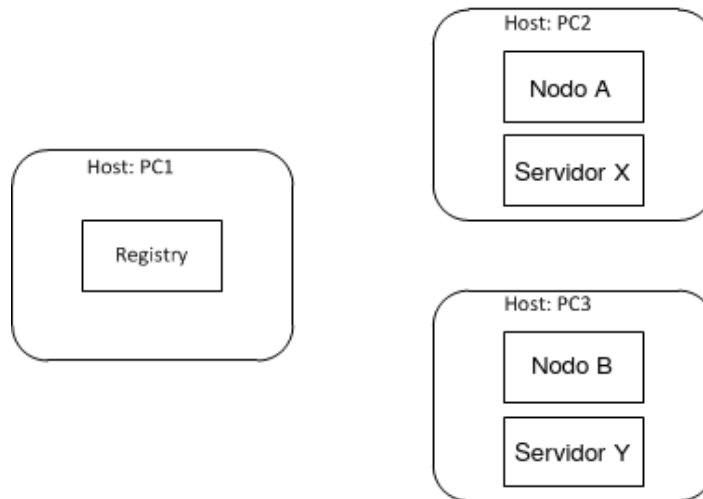 Host: PC1
Registry
Host: PC2
Nodo A
Servidor X
Host: PC3
Nodo B
Servidor Y